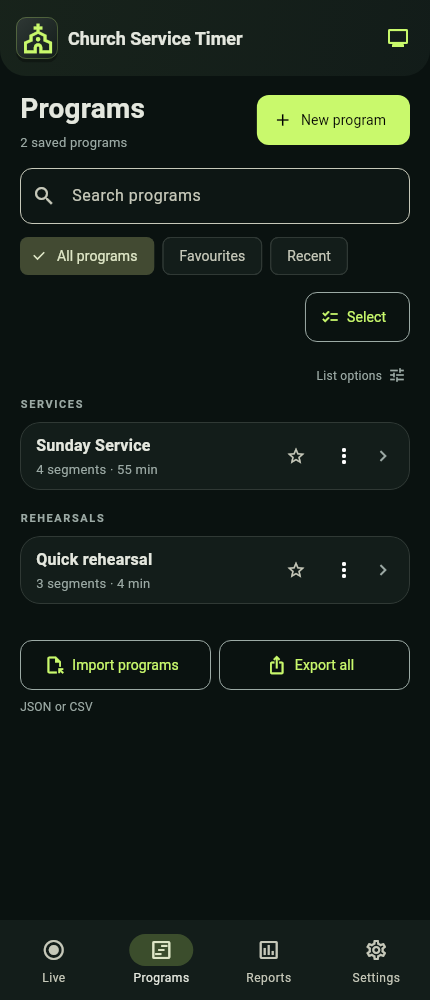 Church Service Timer
Programs
2 saved programs
New program
Search programs
All programs
Favourites
Recent
Select
List options
SERVICES
Sunday Service
4 segments · 55 min
REHEARSALS
Quick rehearsal
3 segments · 4 min
Import programs
Export all
JSON or CSV
Live
Programs
Reports
Settings